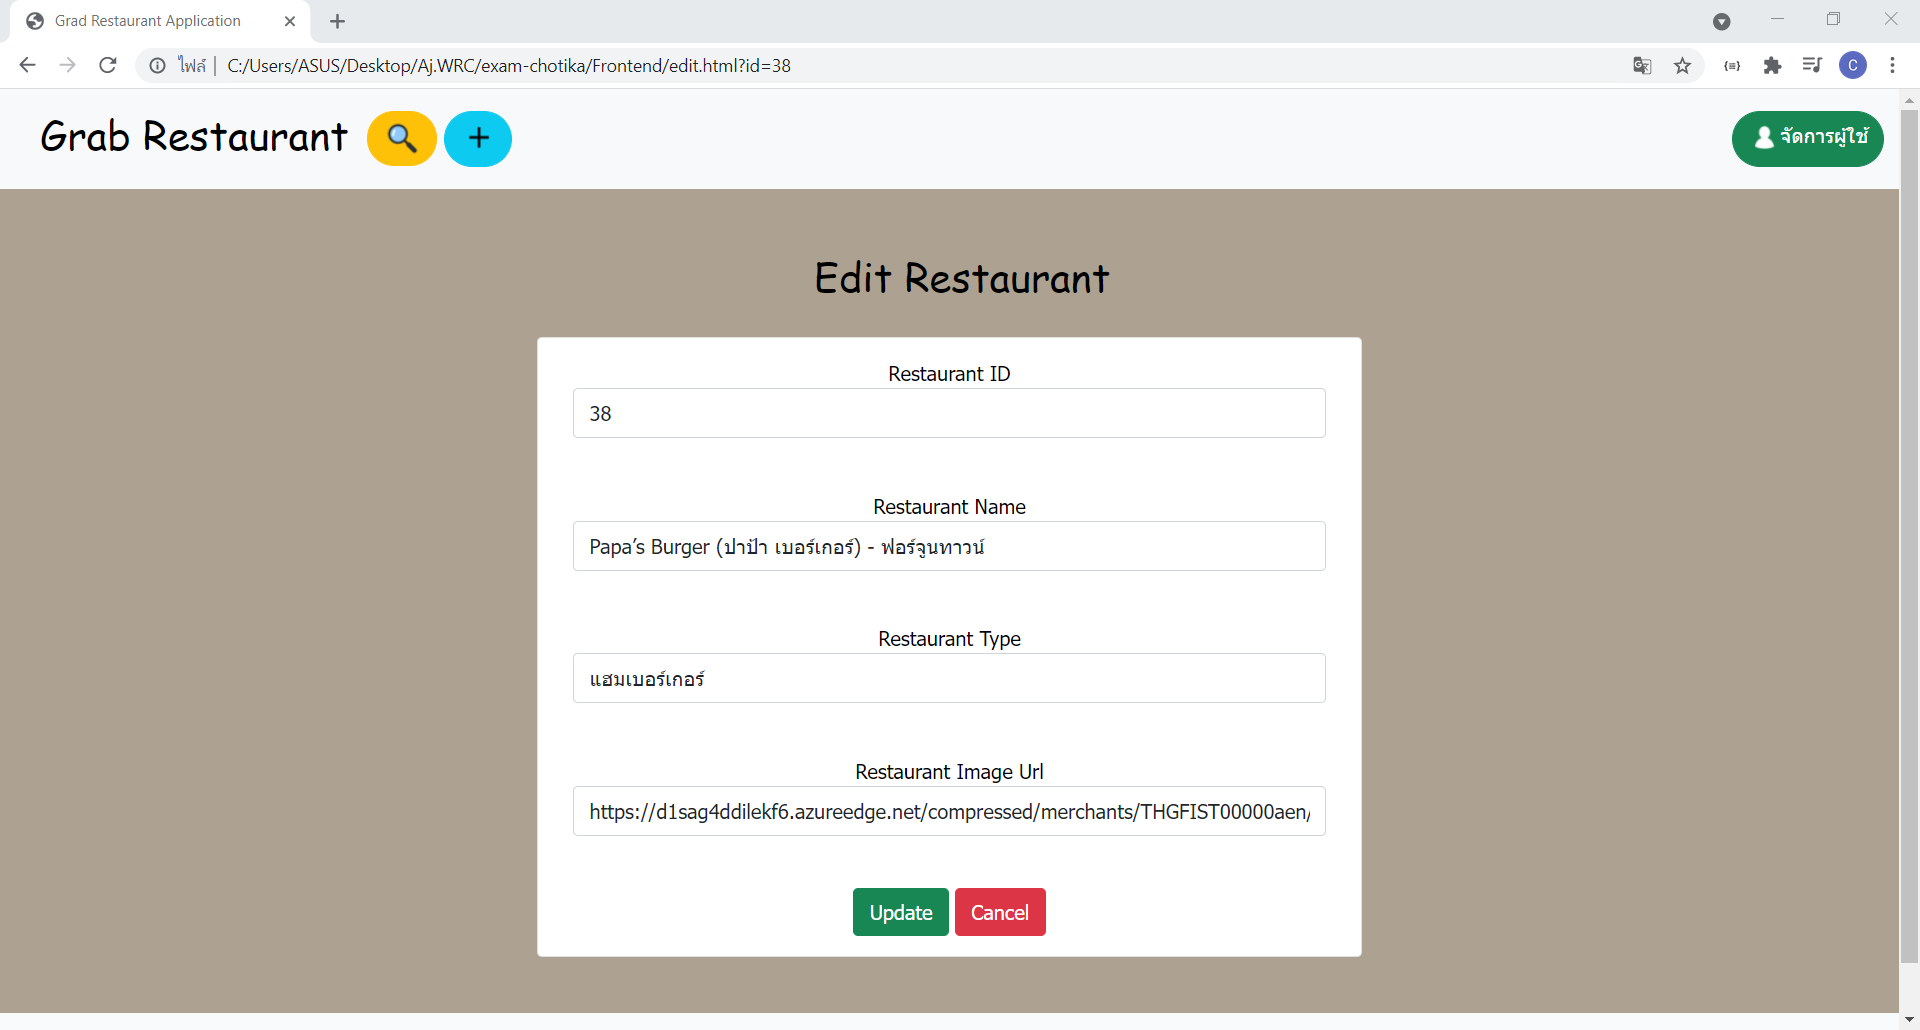 Grad Restaurant Application
ไฟล์ | C:/Users/ASUS/Desktop/Aj.WRC/exam-chotika/Frontend/edit.html?id=38
C
Grab Restaurant
+
จัดการผู้ใช้
Edit Restaurant
Restaurant ID
38
Restaurant Name
Papa’s Burger (ปาป้า เบอร์เกอร์) - ฟอร์จูนทาวน์
Restaurant Type
แฮมเบอร์เกอร์
Restaurant Image Url
https://d1sag4ddilekf6.azureedge.net/compressed/merchants/THGFIST00000aen/
Update Cancel